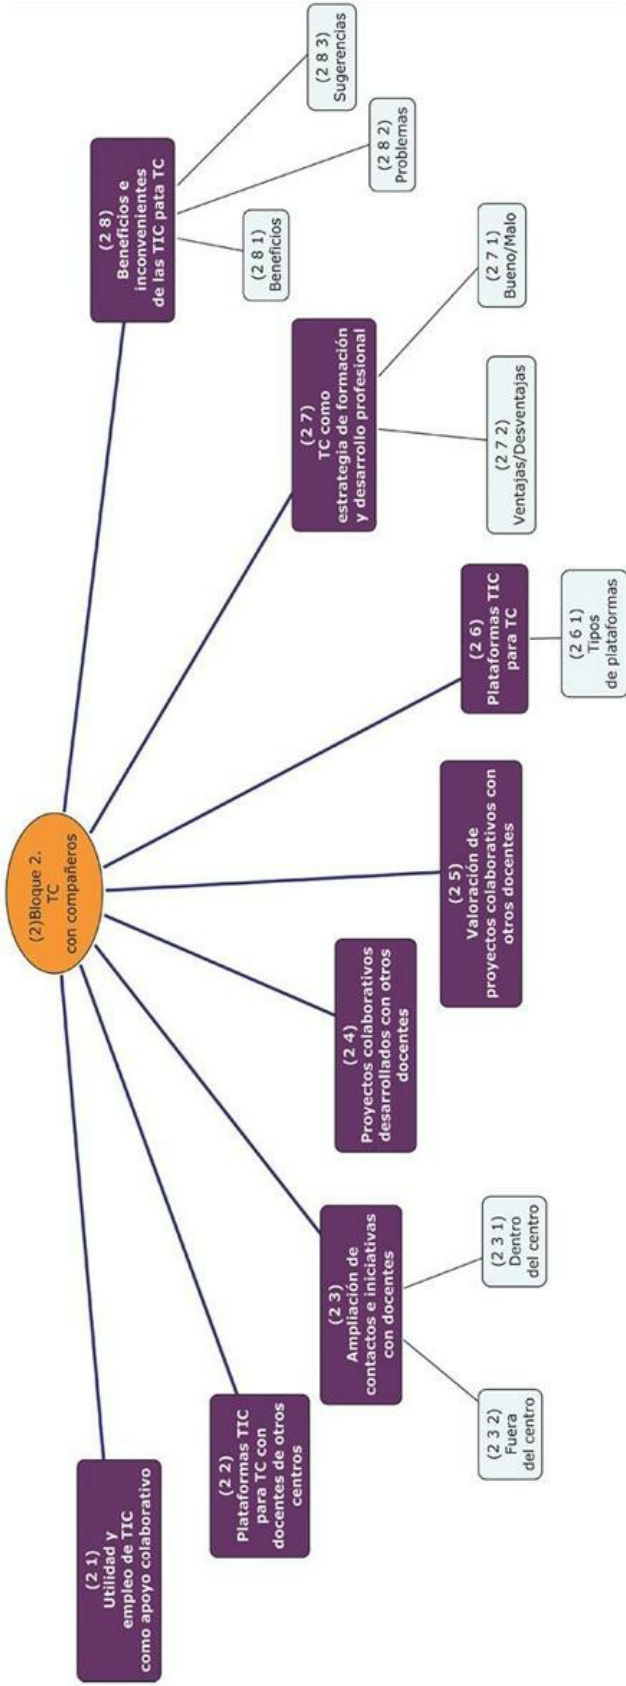 (2)Bloque 2.
TC
con compañeros
(2 1)
Utilidad y
empleo de TIC
como apoyo colaborativo
(2 2)
Plataformas TIC
para TC con
docentes de otros
centros
(2 3)
Ampliación de
contactos e iniciativas
con docentes
(2 3 2)
Fuera
del centro
(2 3 1)
Dentro
del centro
(2 4)
Proyectos colaborativos
desarrollados con otros
docentes
(2 5)
Valoración de
proyectos colaborativos con
otros docentes
(2 6)
Plataformas TIC
para TC
(2 6 1)
Tipos
de plataformas
(2 7)
TC como
estrategia de formación
y desarrollo profesional
(2 7 2)
Ventajas/Desventajas
(2 7 1)
Bueno/Malo
(2 8)
Beneficios e
inconvenientes
de las TIC pata TC
(2 8 1)
Beneficios
(2 8 2)
Problemas
(2 8 3)
Sugerencias